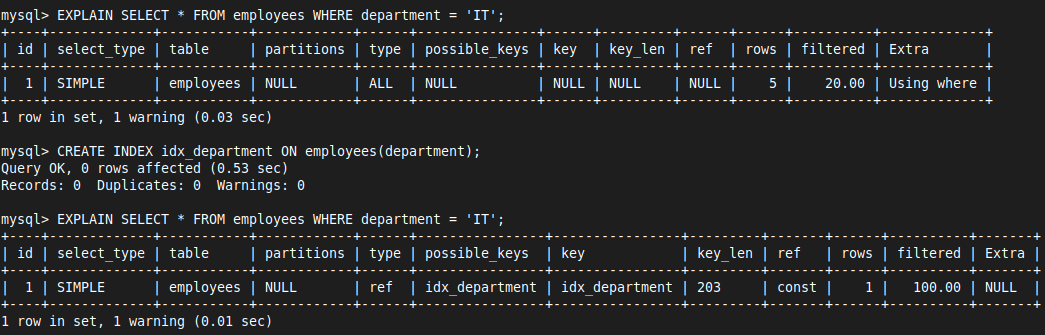 mysql> EXPLAIN SELECT * FROM employees WHERE department = 'IT';
+----+-------------+-----------+------------+------+---------------+------+---------+------+------+----------+-------------+
| id | select_type | table     | partitions | type | possible_keys | key  | key_len | ref  | rows | filtered | Extra       |
+----+-------------+-----------+------------+------+---------------+------+---------+------+------+----------+-------------+
|  1 | SIMPLE      | employees | NULL       | ALL  | NULL          | NULL | NULL    | NULL |    5 |    20.00 | Using where |
+----+-------------+-----------+------------+------+---------------+------+---------+------+------+----------+-------------+
1 row in set, 1 warning (0.03 sec)

mysql> CREATE INDEX idx_department ON employees(department);
Query OK, 0 rows affected (0.53 sec)
Records: 0  Duplicates: 0  Warnings: 0

mysql> EXPLAIN SELECT * FROM employees WHERE department = 'IT';
+----+-------------+-----------+------------+------+----------------+----------------+---------+-------+------+----------+-------+
| id | select_type | table     | partitions | type | possible_keys  | key            | key_len | ref   | rows | filtered | Extra |
+----+-------------+-----------+------------+------+----------------+----------------+---------+-------+------+----------+-------+
|  1 | SIMPLE      | employees | NULL       | ref  | idx_department | idx_department | 203     | const |    1 |   100.00 | NULL  |
+----+-------------+-----------+------------+------+----------------+----------------+---------+-------+------+----------+-------+
1 row in set, 1 warning (0.01 sec)